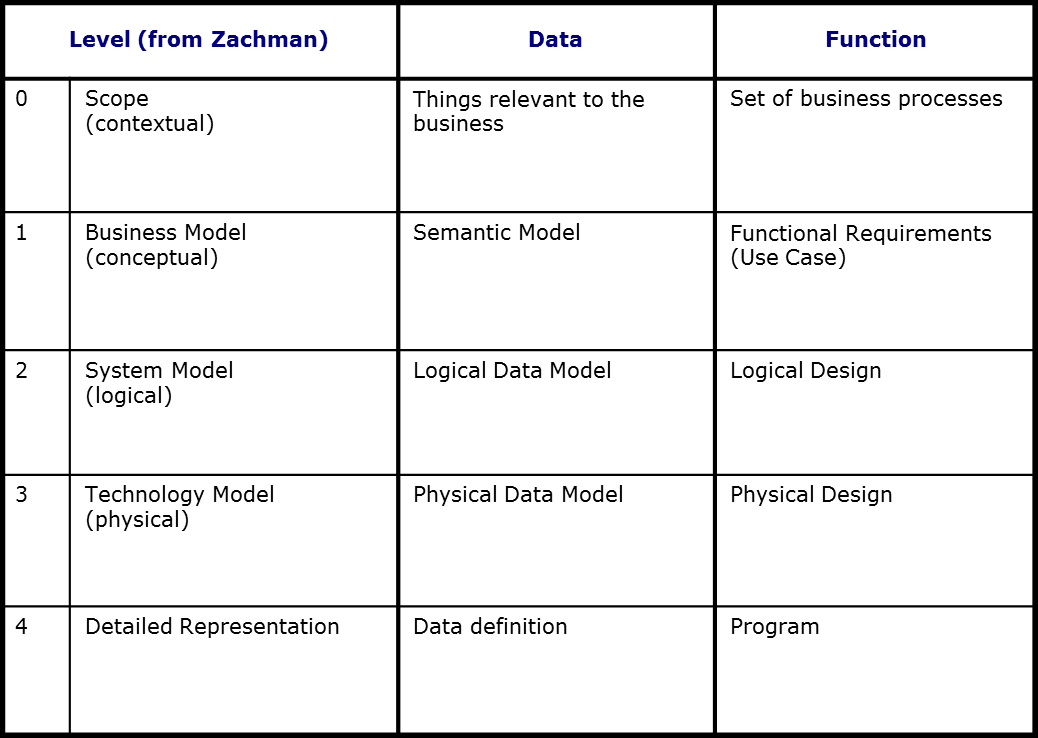 Level (from Zachman) Data Function
0 Scope Things relevant to the Set of business processes
(contextual) business
1 Business Model Semantic Model Functional Requirements
(conceptual) (Use Case)
2 System Model Logical Data Model Logical Design
(logical)
3 Technology Model Physical Data Model Physical Design
(physical)
4 Detailed Representation Data definition Program